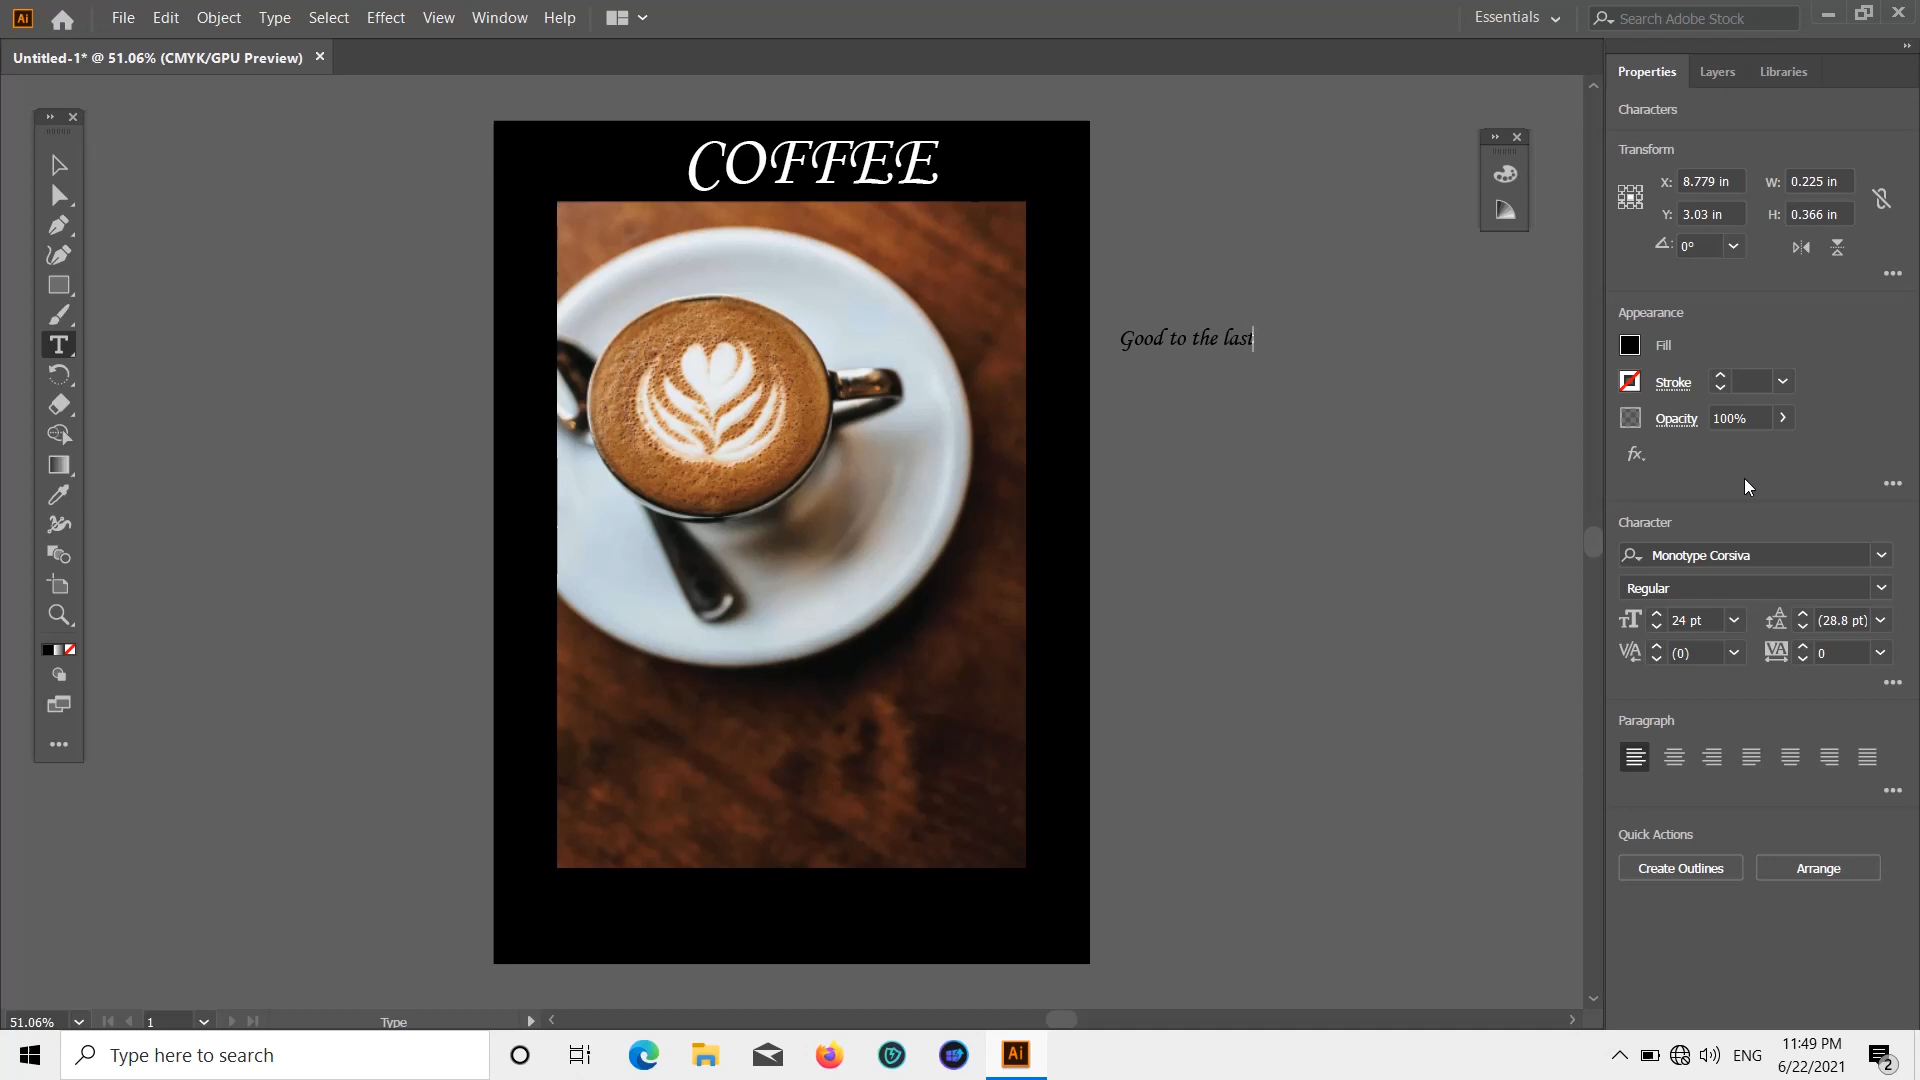 Ai
File Edit Object Type Select Effect View Window Help
Essentials
Search Adobe Stock
Untitled-1* @ 51.06% (CMYK/GPU Preview)
COFFEE
Good to the last
Properties Layers Libraries
Characters
Transform
X: 8.779 in W: 0.225 in
Y: 3.03 in H: 0.366 in
0°
Appearance
Fill
Stroke
Opacity 100%
fx.
Character
Monotype Corsiva
Regular
24 pt (28.8 pt)
(0) 0
Paragraph
Quick Actions
Create Outlines Arrange
51.06% 1 Type
Type here to search
Ai
ENG
11:49 PM
6/22/2021
2